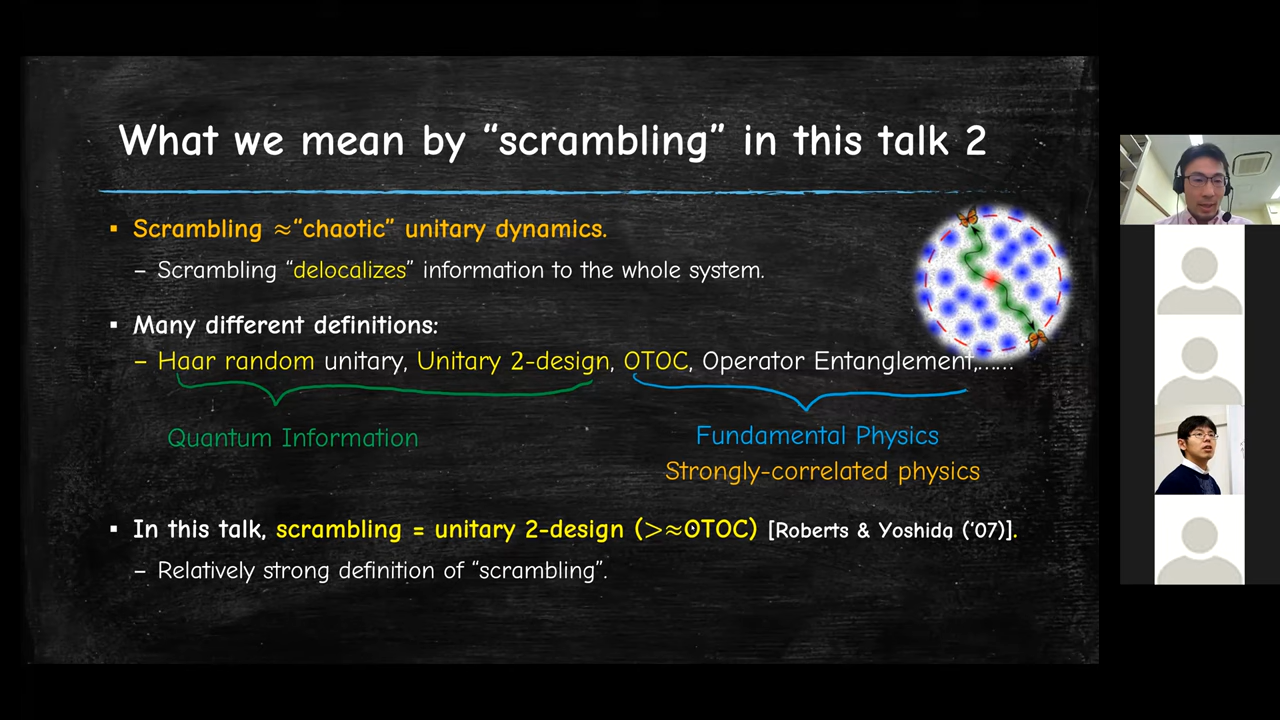 What we mean by “scrambling” in this talk 2
▪ Scrambling ≈“chaotic” unitary dynamics.
– Scrambling “delocalizes” information to the whole system.
▪ Many different definitions:
– Haar random unitary, Unitary 2-design, OTOC, Operator Entanglement,......
Quantum Information
Fundamental Physics
Strongly-correlated physics
▪ In this talk, scrambling = unitary 2-design (>≈OTOC) [Roberts & Yoshida (‘07)].
– Relatively strong definition of “scrambling”.